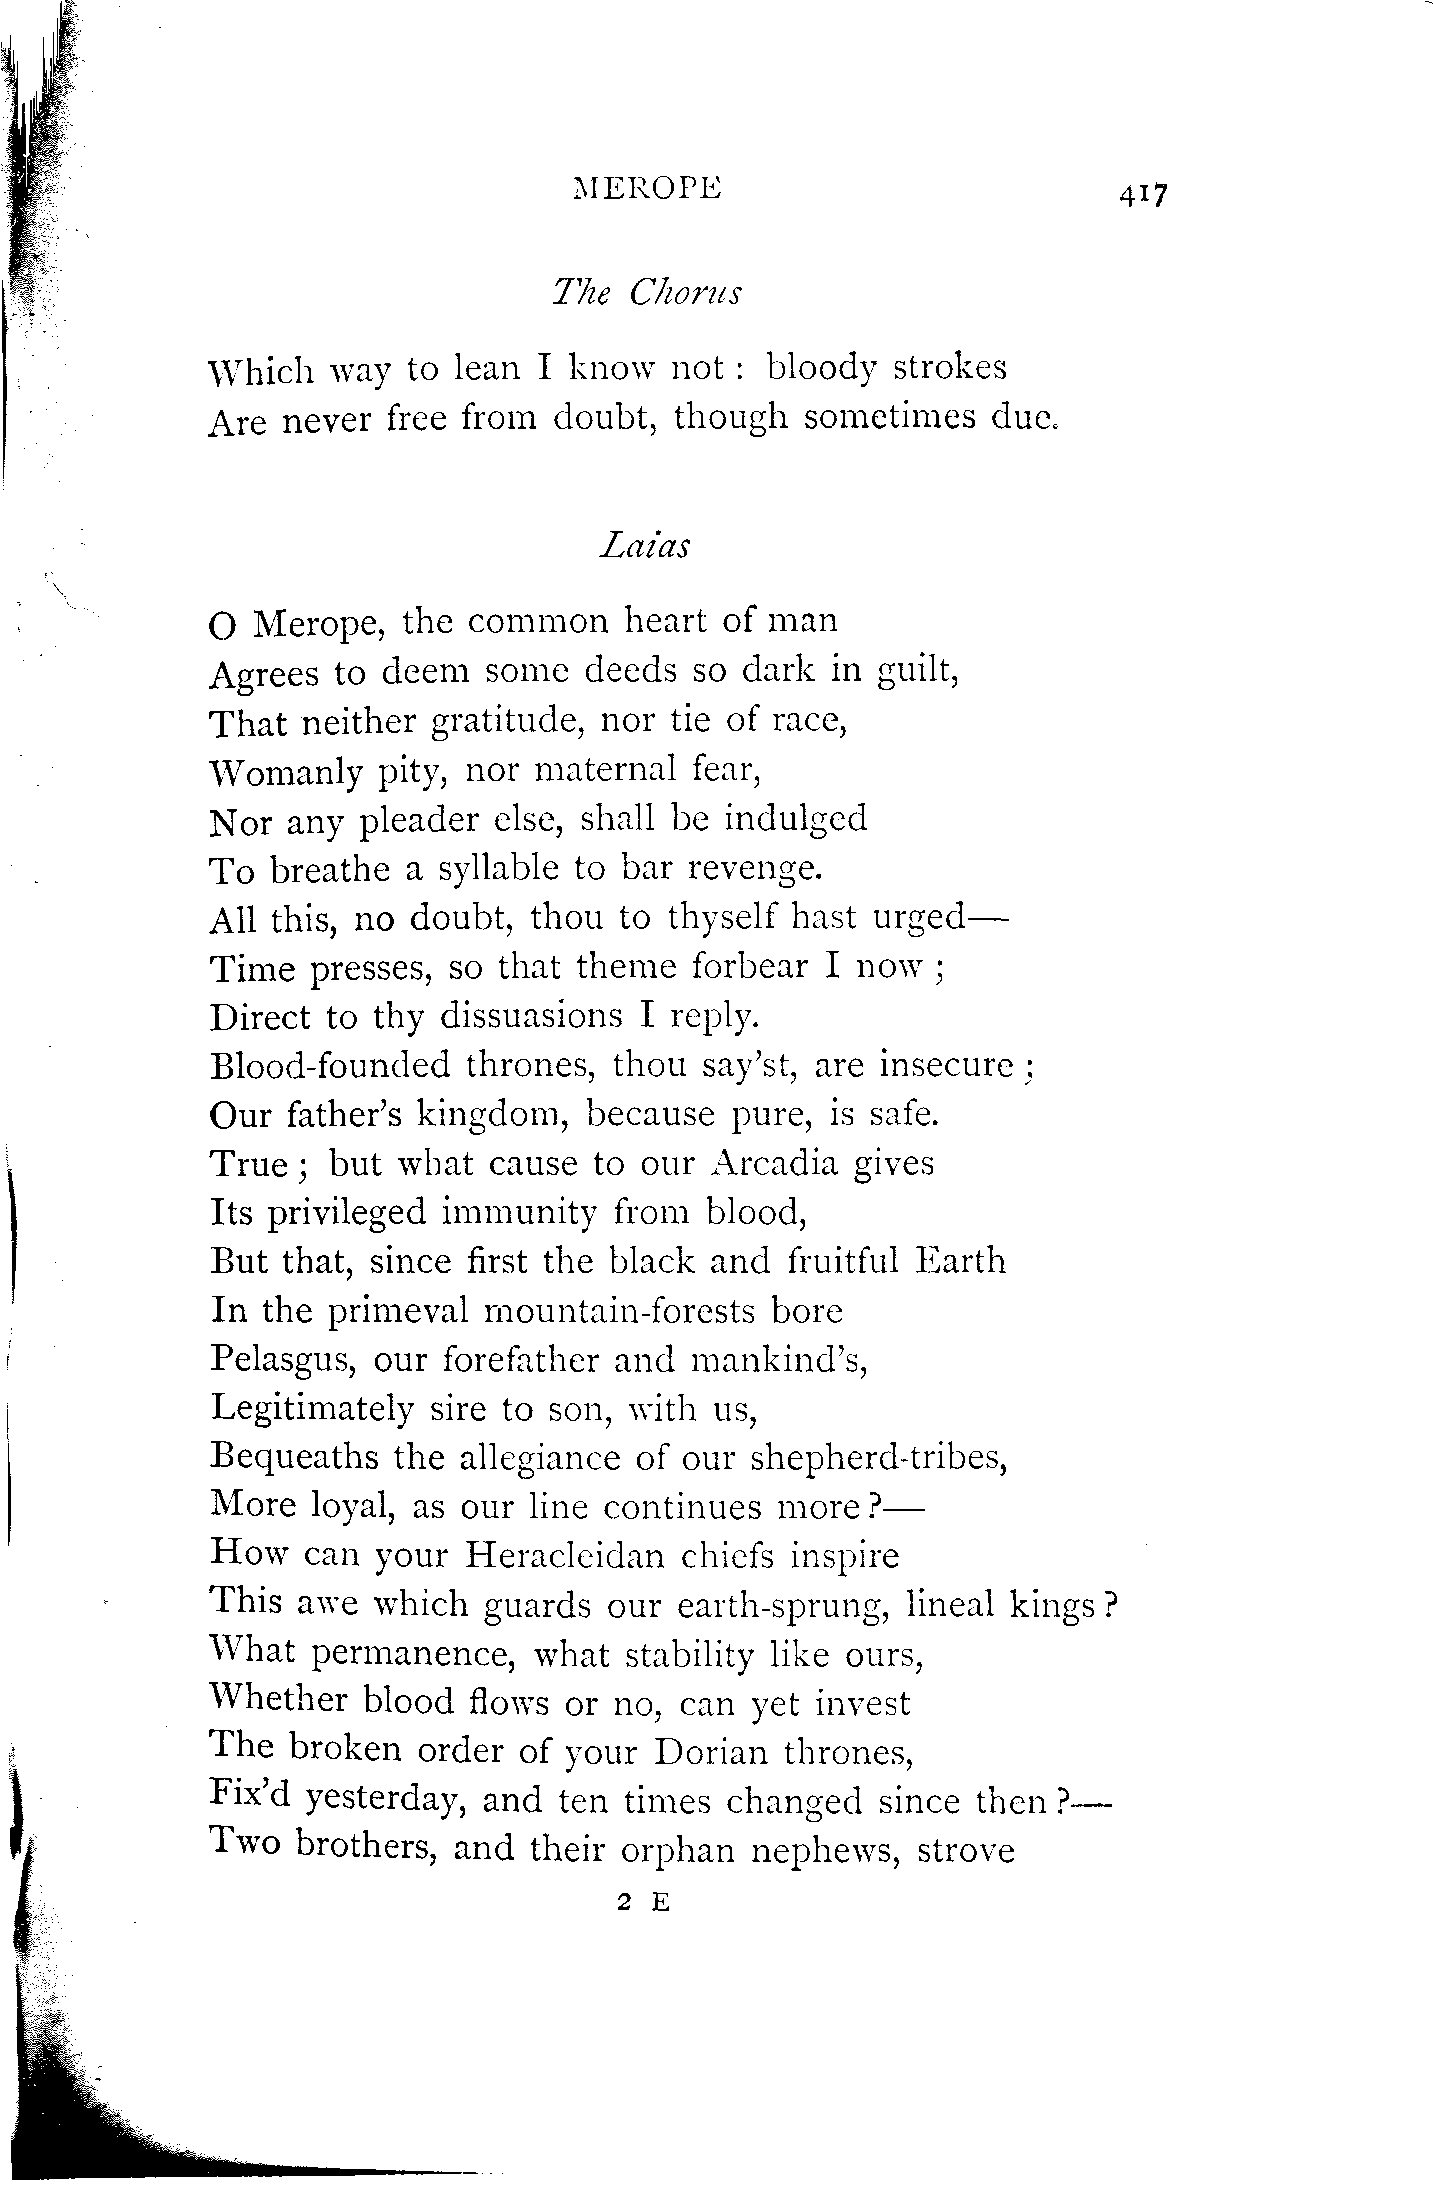 MEROPE 417
The Chorus
Which way to lean I know not : bloody strokes
Are never free from doubt, though sometimes due.
Laias
O Merope, the common heart of man
Agrees to deem some deeds so dark in guilt,
That neither gratitude, nor tie of race,
Womanly pity, nor maternal fear,
Nor any pleader else, shall be indulged
To breathe a syllable to bar revenge.
All this, no doubt, thou to thyself hast urged—
Time presses, so that theme forbear I now ;
Direct to thy dissuasions I reply.
Blood-founded thrones, thou say'st, are insecure ;
Our father's kingdom, because pure, is safe.
True ; but what cause to our Arcadia gives
Its privileged immunity from blood,
But that, since first the black and fruitful Earth
In the primeval mountain-forests bore
Pelasgus, our forefather and mankind's,
Legitimately sire to son, with us,
Bequeaths the allegiance of our shepherd-tribes,
More loyal, as our line continues more ?—
How can your Heracleidan chiefs inspire
This awe which guards our earth-sprung, lineal kings ?
What permanence, what stability like ours,
Whether blood flows or no, can yet invest
The broken order of your Dorian thrones,
Fix'd yesterday, and ten times changed since then ?—
Two brothers, and their orphan nephews, strove
2 E